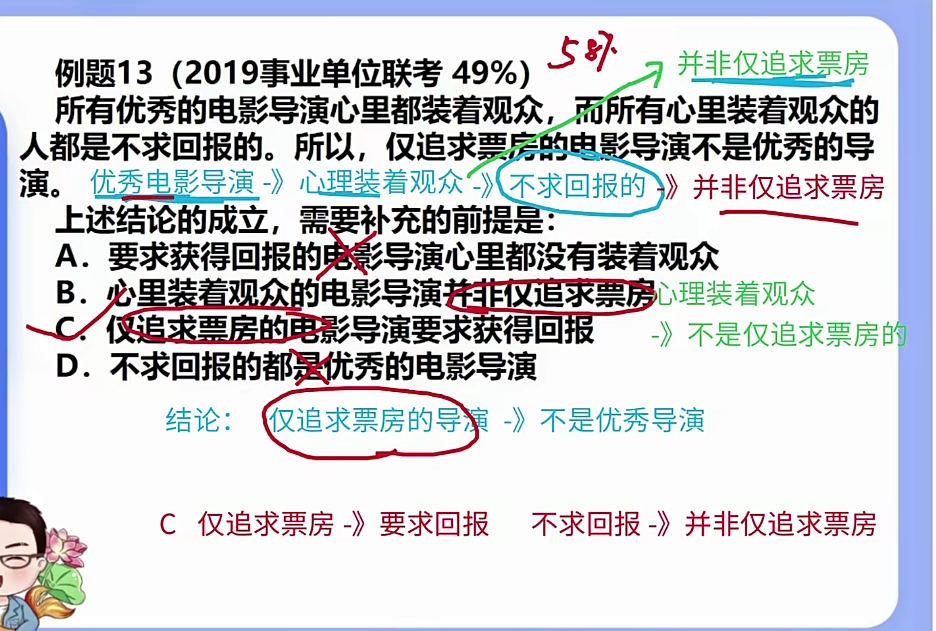 例题13（2019事业单位联考 49%）
58%
并非仅追求票房
所有优秀的电影导演心里都装着观众，而所有心里装着观众的
人都是不求回报的。所以，仅追求票房的电影导演不是优秀的导
演。
优秀电影导演 -》心理装着观众 -》不求回报的 -》并非仅追求票房
上述结论的成立，需要补充的前提是：
A．要求获得回报的电影导演心里都没有装着观众
B．心里装着观众的电影导演并非仅追求票房
心理装着观众
C．仅追求票房的电影导演要求获得回报
-》不是仅追求票房的
D．不求回报的都是优秀的电影导演
结论： 仅追求票房的导演 -》不是优秀导演
C 仅追求票房 -》要求回报 不求回报 -》并非仅追求票房